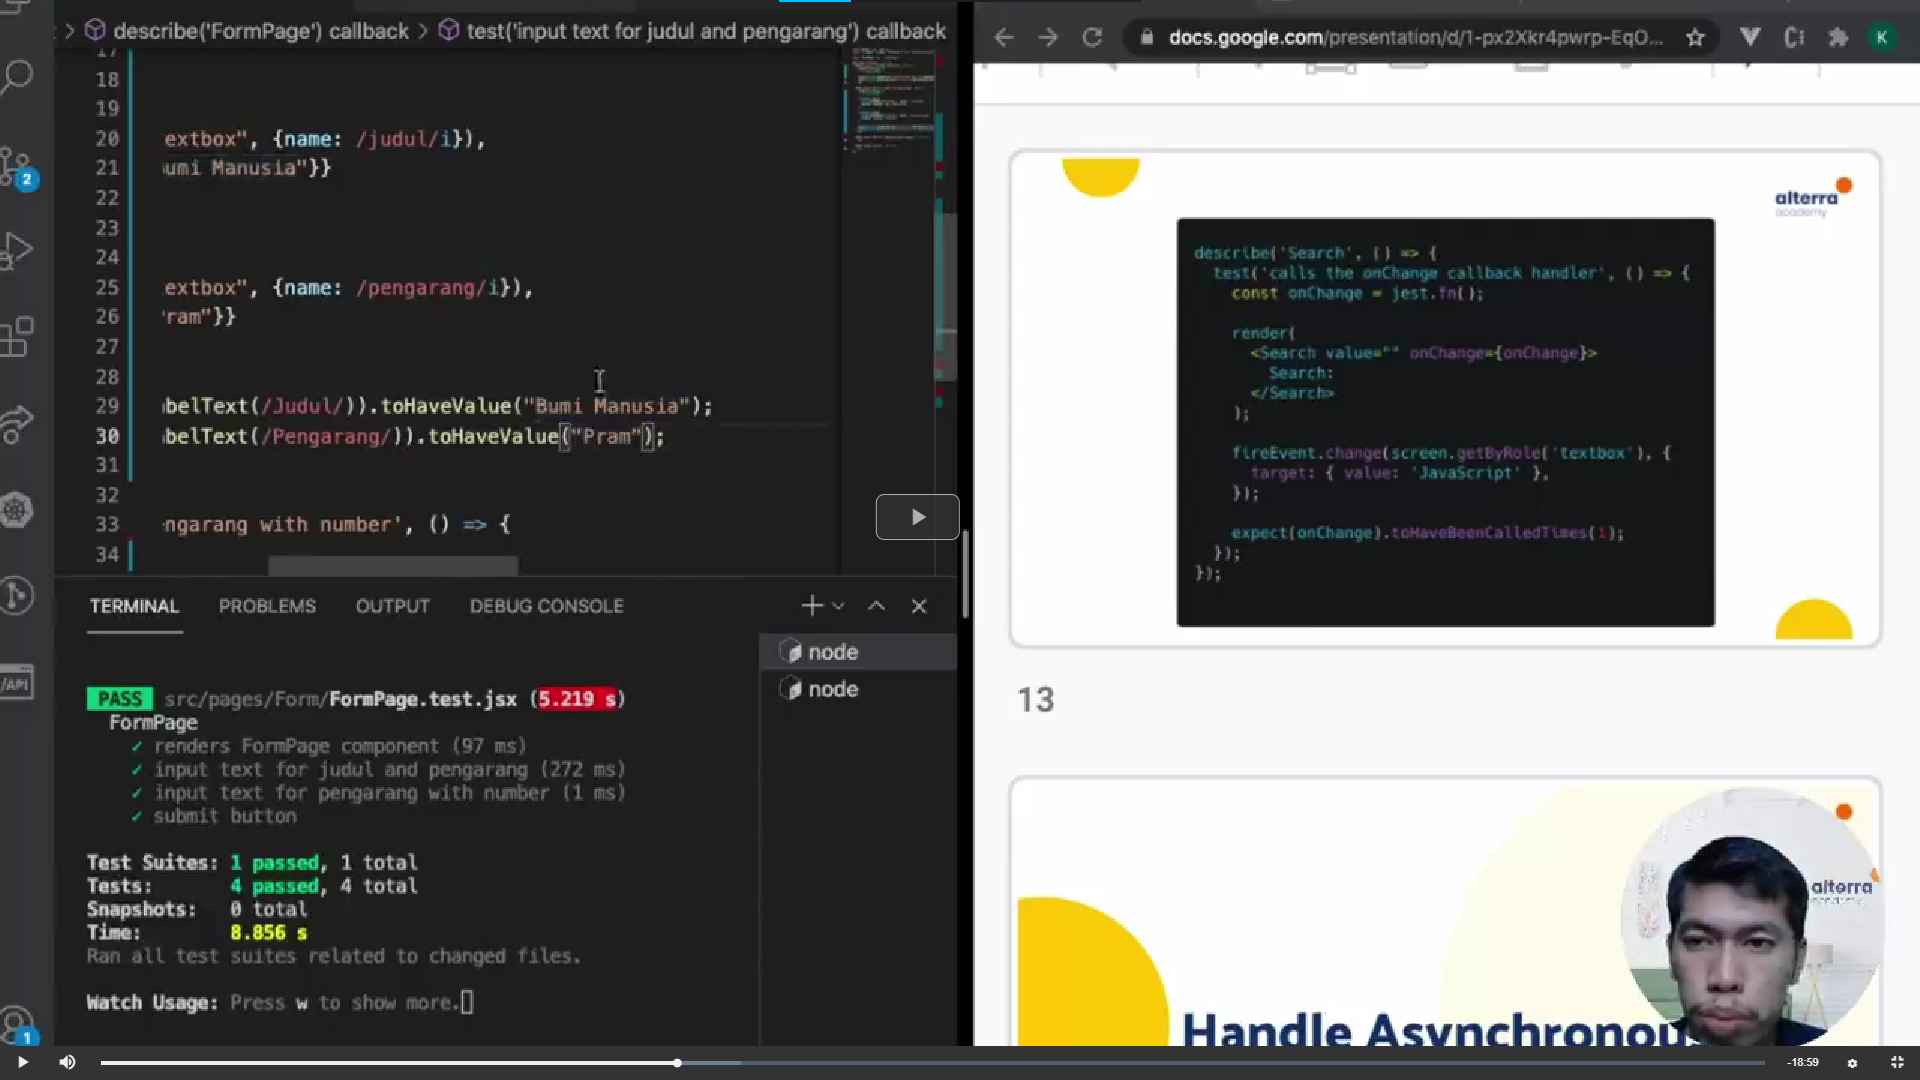 describe('FormPage') callback > test('input text for judul and pengarang') callback
17
18
19
20 extbox", {name: /judul/i}),
21 umi Manusia"}}
22
23
24
25 extbox", {name: /pengarang/i}),
26 ram"}}
27
28
29 belText(/Judul/)).toHaveValue("Bumi Manusia");
30 belText(/Pengarang/)).toHaveValue("Pram");
31
32
33 ngarang with number', () => {
34
2
/API
1
TERMINAL PROBLEMS OUTPUT DEBUG CONSOLE
node
node
PASS src/pages/Form/FormPage.test.jsx (5.219 s)
FormPage
✓ renders FormPage component (97 ms)
✓ input text for judul and pengarang (272 ms)
✓ input text for pengarang with number (1 ms)
✓ submit button
Test Suites: 1 passed, 1 total
Tests: 4 passed, 4 total
Snapshots: 0 total
Time: 8.856 s
Ran all test suites related to changed files.
Watch Usage: Press w to show more.
docs.google.com/presentation/d/1-px2Xkr4pwrp-EqO...
K
alterra
academy
describe('Search', () => {
test('calls the onChange callback handler', () => {
const onChange = jest.fn();
render(
<Search value="" onChange={onChange}>
Search:
</Search>
);
fireEvent.change(screen.getByRole('textbox'), {
target: { value: 'JavaScript' },
});
expect(onChange).toHaveBeenCalledTimes(1);
});
});
13
alterra
Handle Asynchronou
-18:59